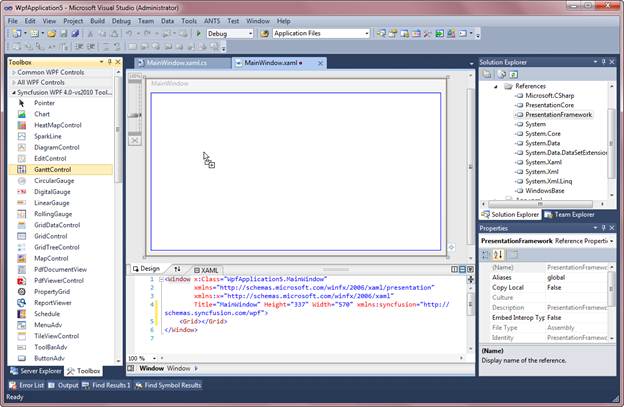 WpfApplication5 - Microsoft Visual Studio (Administrator)
File Edit View Project Build Debug Team Data Tools ANTS Test Window Help
Debug Application Files
Toolbox
Common WPF Controls
All WPF Controls
Syncfusion WPF 4.0-vs2010 Tool...
Pointer
Chart
HeatMapControl
SparkLine
DiagramControl
EditControl
GanttControl
CircularGauge
DigitalGauge
LinearGauge
RollingGauge
GridDataControl
GridControl
GridTreeControl
MapControl
PdfDocumentView
PdfViewerControl
PropertyGrid
ReportViewer
Schedule
MenuAdv
TileViewControl
ToolBarAdv
ButtonAdv
Server Explorer Toolbox
MainWindow.xaml.cs MainWindow.xaml
MainWindow
Design XAML
1 <Window x:Class="WpfApplication5.MainWindow"
2 xmlns="http://schemas.microsoft.com/winfx/2006/xaml/presentation"
3 xmlns:x="http://schemas.microsoft.com/winfx/2006/xaml"
4 Title="MainWindow" Height="337" Width="570" xmlns:syncfusion="http://
schemas.syncfusion.com/wpf">
5 <Grid></Grid>
6 </Window>
7
100 %
Window Window
Solution Explorer
References
Microsoft.CSharp
PresentationCore
PresentationFramework
System
System.Core
System.Data
System.Data.DataSetExtension
System.Xaml
System.Xml
System.Xml.Linq
WindowsBase
Solution Explorer Team Explorer
Properties
PresentationFramework Reference Properti
(Name) PresentationFramewo
Aliases global
Copy Local False
Culture
Description PresentationFramewo
Embed Interop Typ False
File Type Assembly
Identity PresentationFramewo
(Name)
Display name of the reference.
Error List Output Find Results 1 Find Symbol Results
Ready